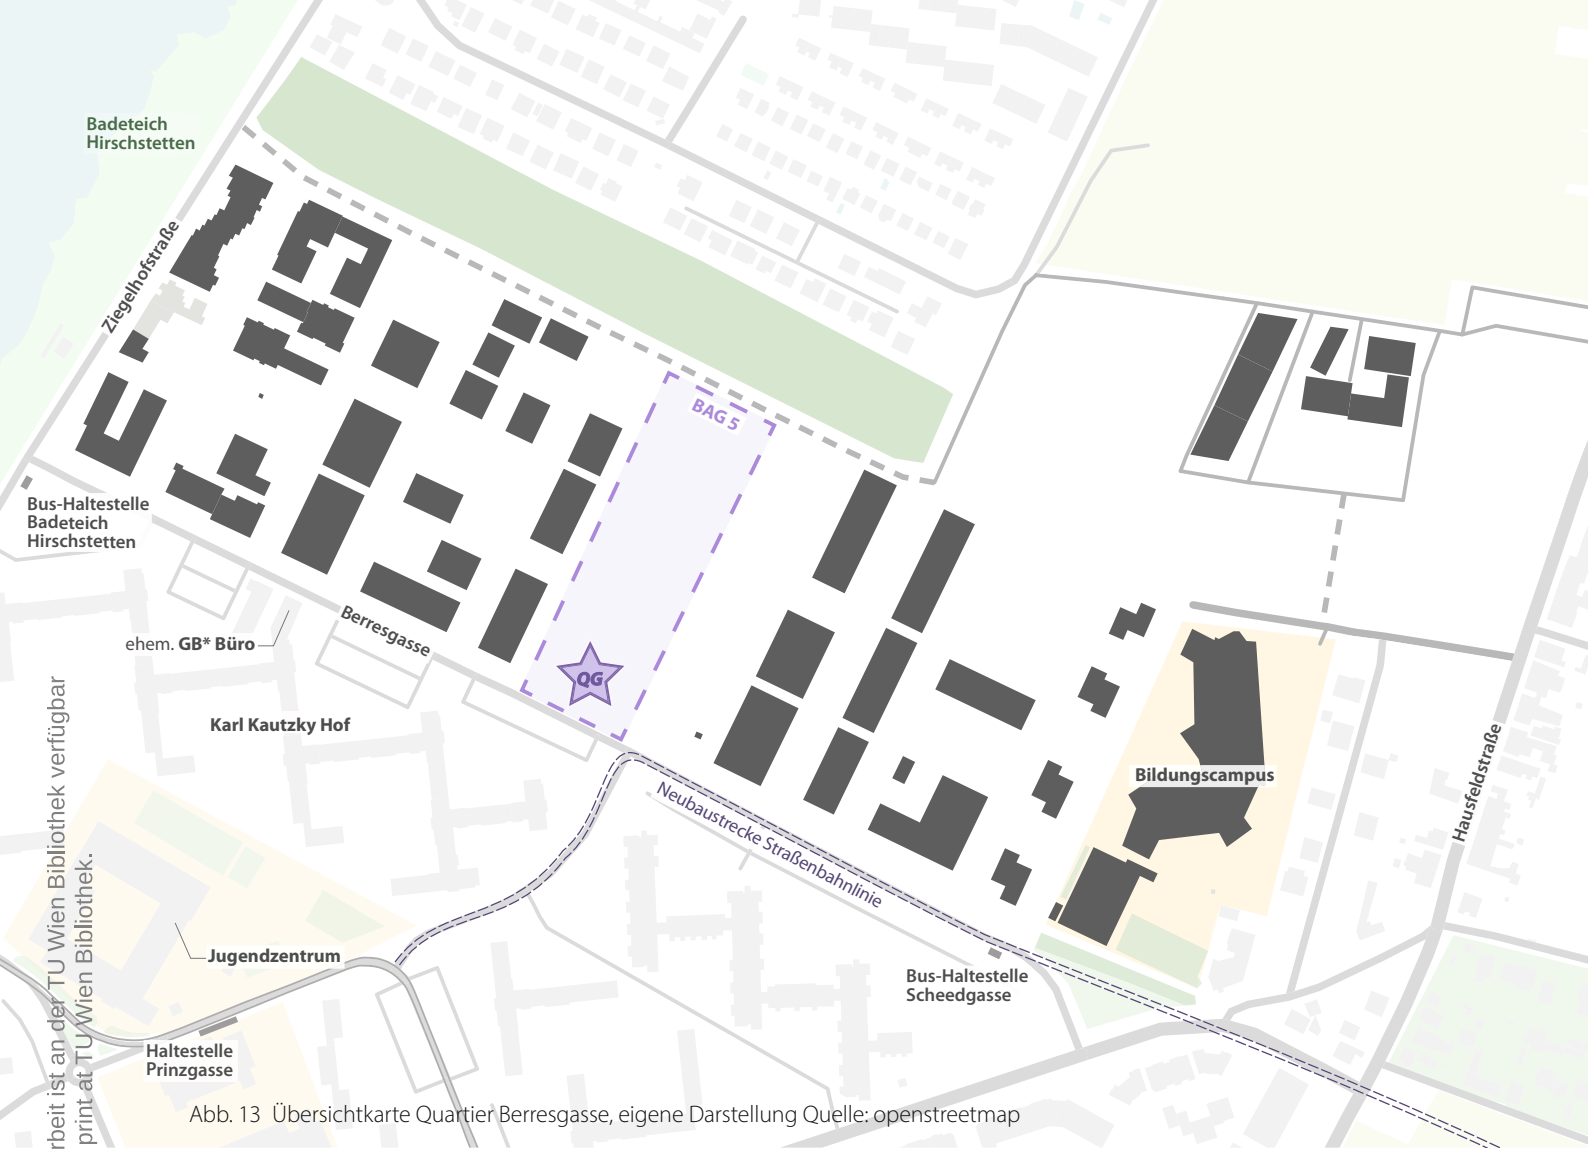 Badeteich
Hirschstetten
Ziegelhofstraße
BAG 5
Bus-Haltestelle
Badeteich
Hirschstetten
Berresgasse
ehem. GB* Büro
QG
Karl Kautzky Hof
Neubaustrecke Straßenbahnlinie
Bildungscampus
Hausfeldstraße
Jugendzentrum
Bus-Haltestelle
Scheedgasse
Haltestelle
Prinzgasse
rbeit ist an der TU Wien Bibliothek verfügbar
print at TU Wien Bibliothek.
Abb. 13 Übersichtkarte Quartier Berresgasse, eigene Darstellung Quelle: openstreetmap